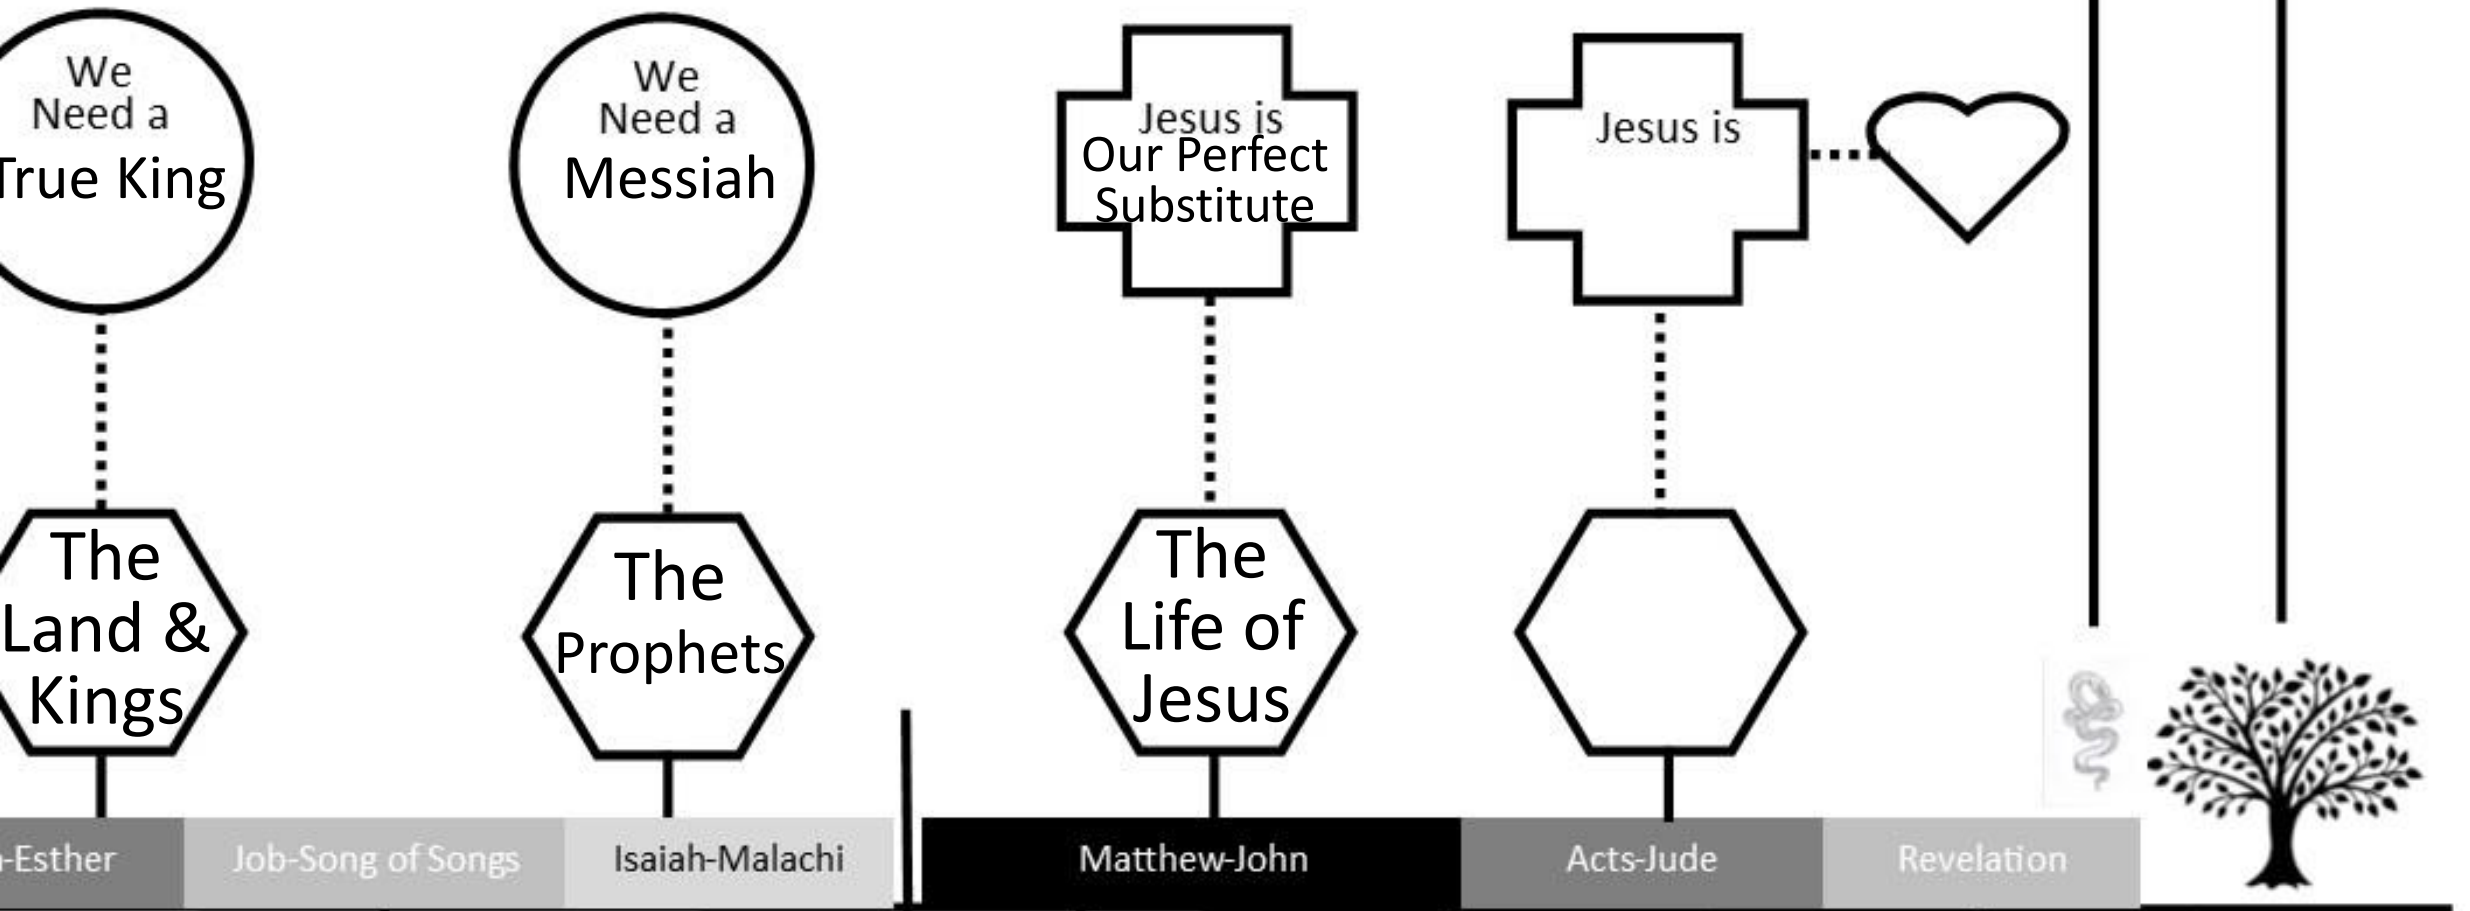 We
Need a
True King
We
Need a
Messiah
Jesus is
Our Perfect
Substitute
Jesus is
The
Land &
Kings
The
Prophets
The
Life of
Jesus
-Esther
Job-Song of Songs
Isaiah-Malachi
Matthew-John
Acts-Jude
Revelation